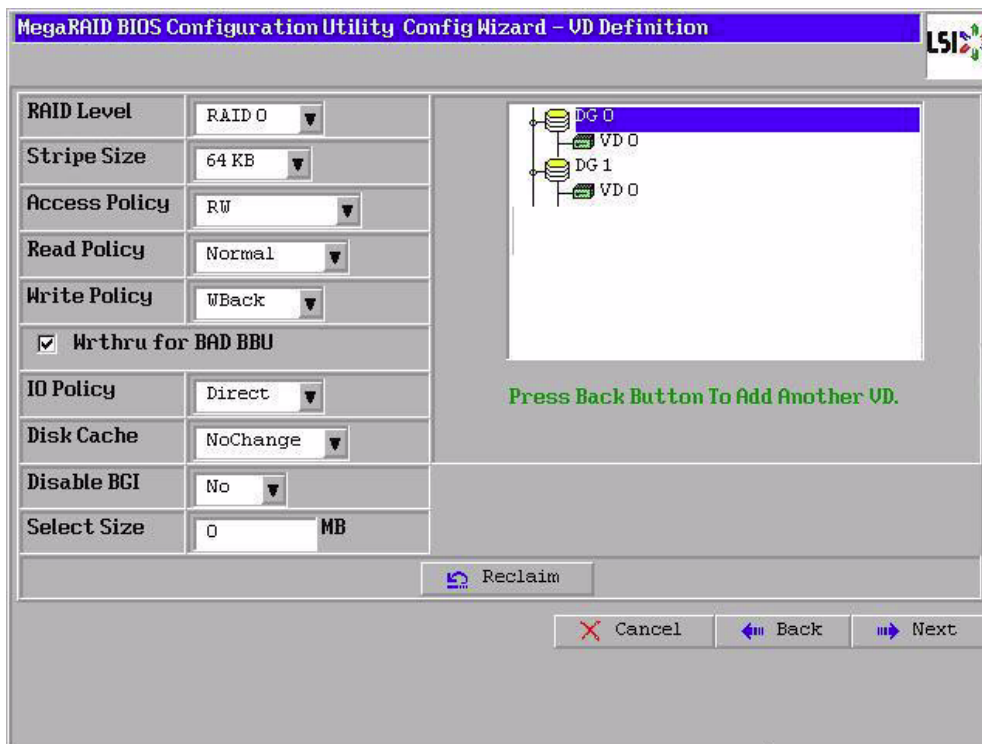 MegaRAID BIOS Configuration Utility Config Wizard - VD Definition
LSI
RAID Level
RAID 0
Stripe Size
64 KB
Access Policy
RW
Read Policy
Normal
Write Policy
WBack
Wrthru for BAD BBU
IO Policy
Direct
Disk Cache
NoChange
Disable BGI
No
Select Size
0
MB
DG 0
VD 0
DG 1
VD 0
Press Back Button To Add Another VD.
Reclaim
Cancel
Back
Next